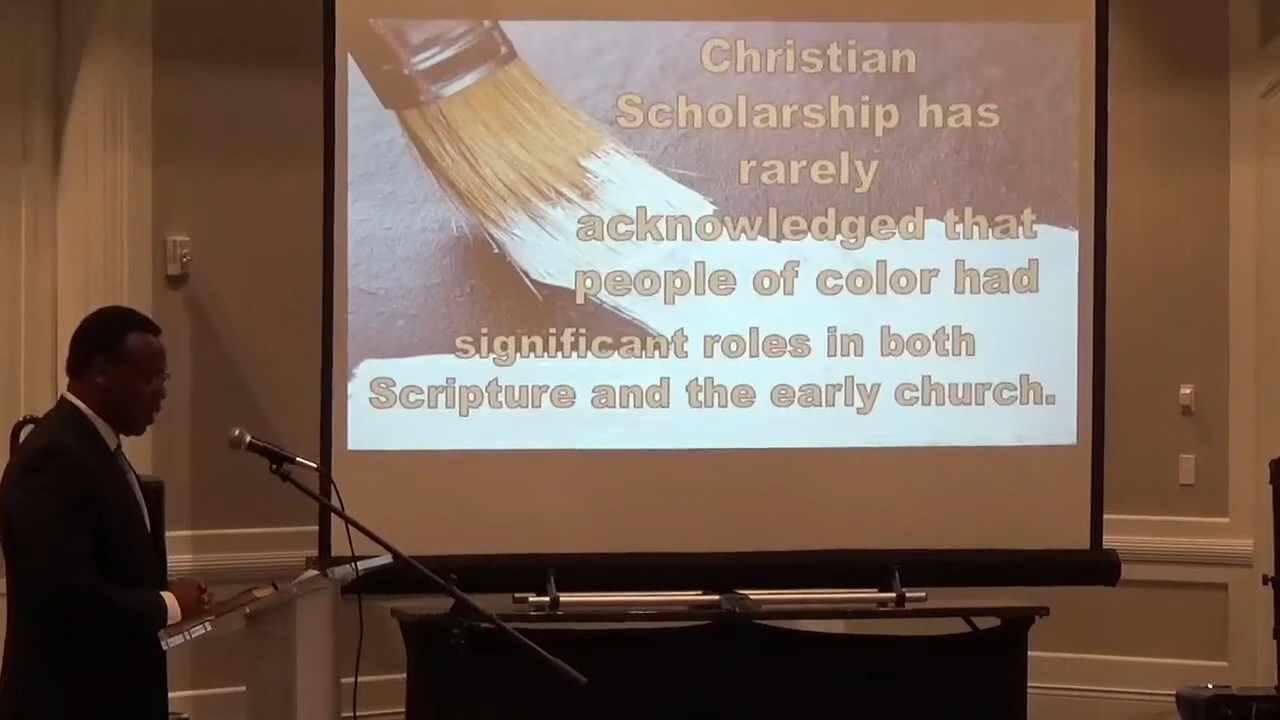 Christian
Scholarship has
rarely
acknowledged that
people of color had
significant roles in both
Scripture and the early church.